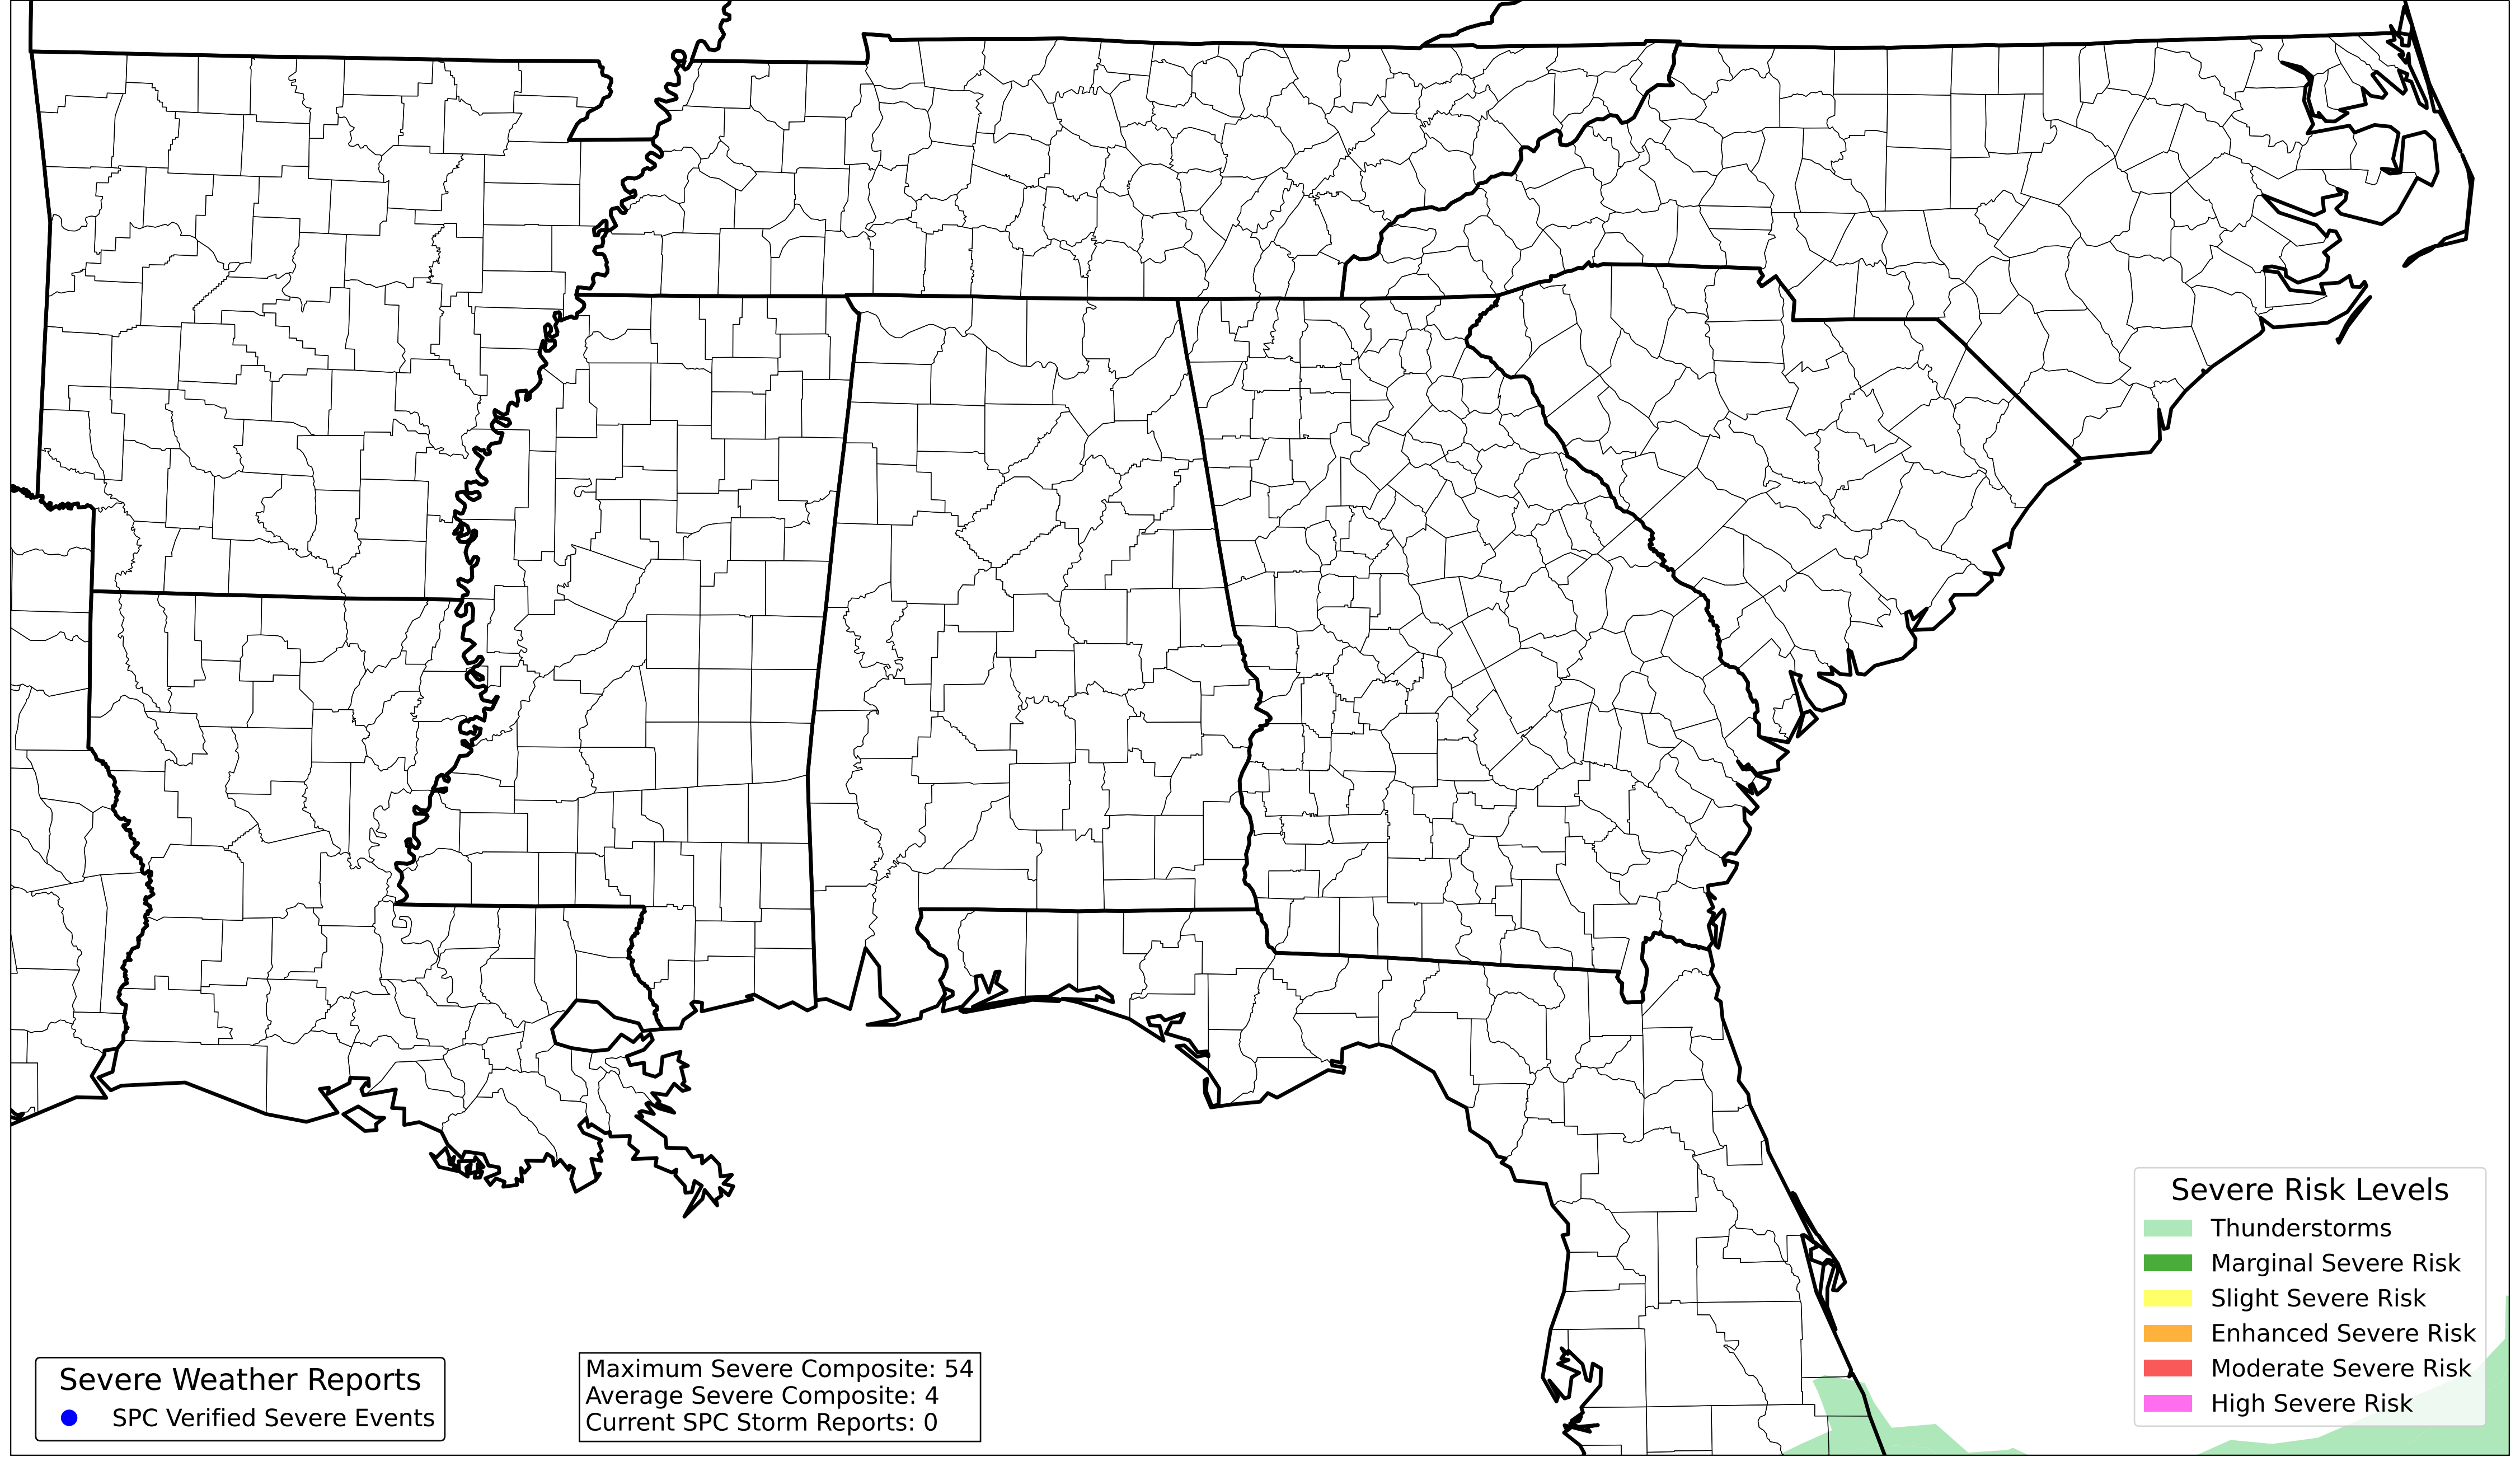 Severe Risk Levels
Thunderstorms
Marginal Severe Risk
Slight Severe Risk
Enhanced Severe Risk
Moderate Severe Risk
High Severe Risk
Severe Weather Reports
SPC Verified Severe Events
Maximum Severe Composite: 54
Average Severe Composite: 4
Current SPC Storm Reports: 0